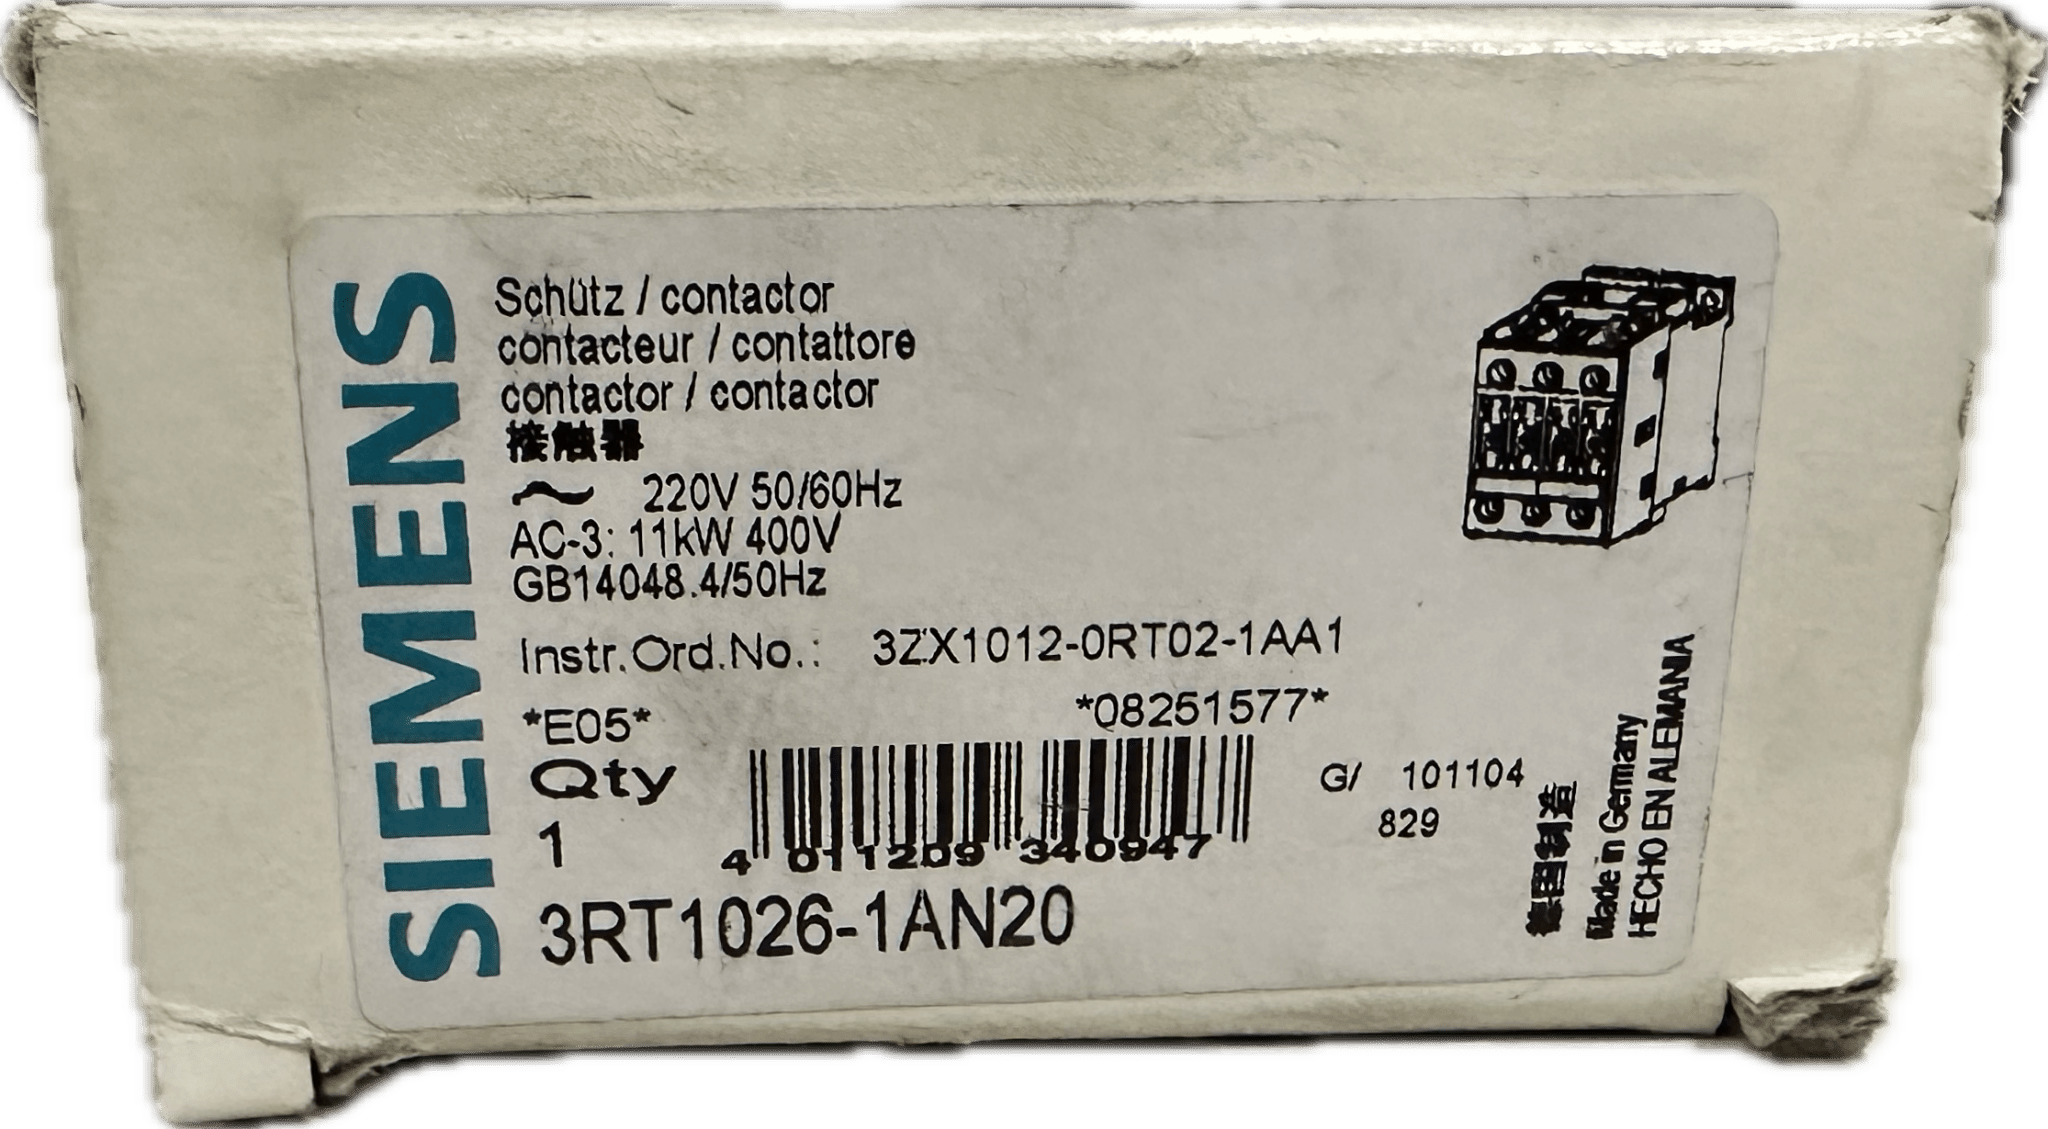 SIEMENS
Schütz / contactor
contacteur / contattore
contactor / contactor
接触器
~ 220V 50/60Hz
AC-3: 11kW 400V
GB14048.4/50Hz
Instr.Ord.No.: 3ZX1012-0RT02-1AA1
*E05* *08251577*
Qty
1
4 011209 340947
G/ 101104
829
3RT1026-1AN20
德国制造
Made in Germany
HECHO EN ALEMANIA